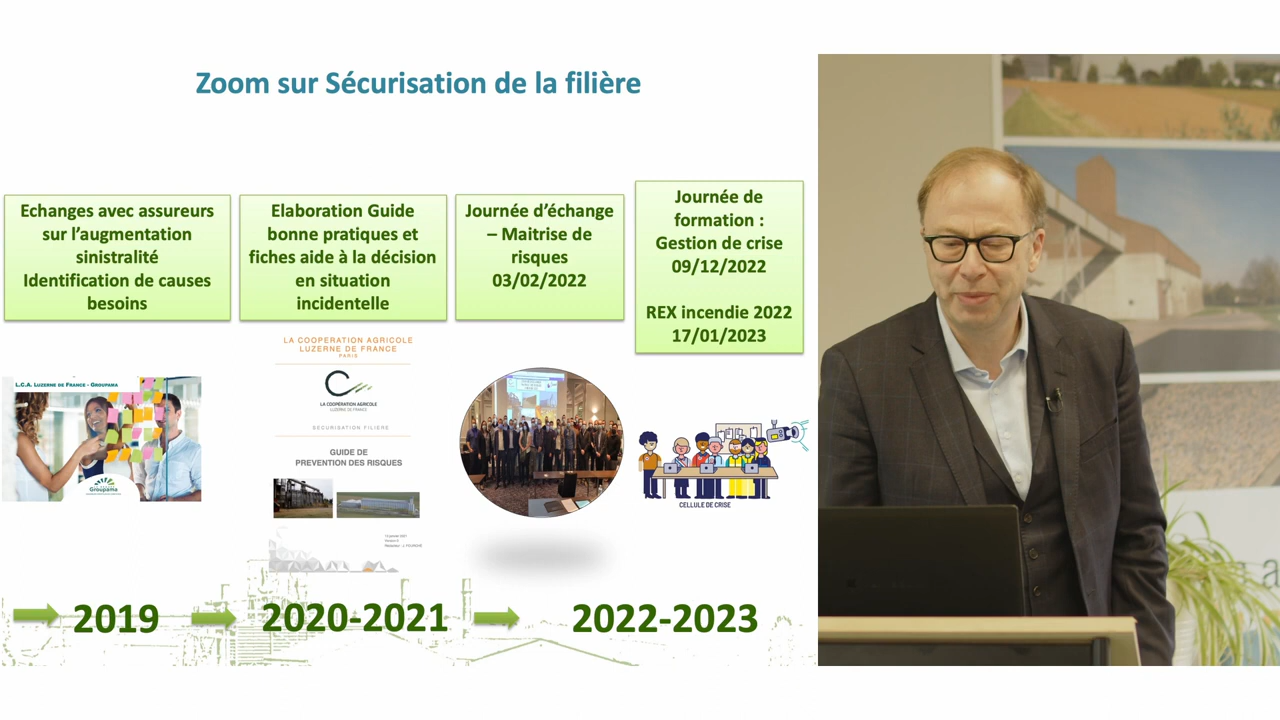 Zoom sur Sécurisation de la filière
Echanges avec assureurs
sur l'augmentation
sinistralité
Identification de causes
besoins
Elaboration Guide
bonne pratiques et
fiches aide à la décision
en situation
incidentelle
Journée d'échange
– Maitrise de
risques
03/02/2022
Journée de
formation :
Gestion de crise
09/12/2022
REX incendie 2022
17/01/2023
L.C.A. LUZERNE DE FRANCE - GROUPAMA
Groupama
LA COOPERATION AGRICOLE
LUZERNE DE FRANCE
PARIS
LA COOPÉRATION AGRICOLE
LUZERNE DE FRANCE
SECURISATION FILIERE
GUIDE DE
PREVENTION DES RISQUES
CELLULE DE CRISE
2019
2020-2021
2022-2023